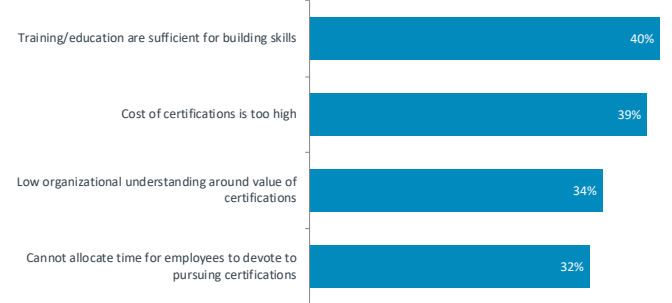 Training/education are sufficient for building skills
40%
Cost of certifications is too high
39%
Low organizational understanding around value of
certifications
34%
Cannot allocate time for employees to devote to
pursuing certifications
32%